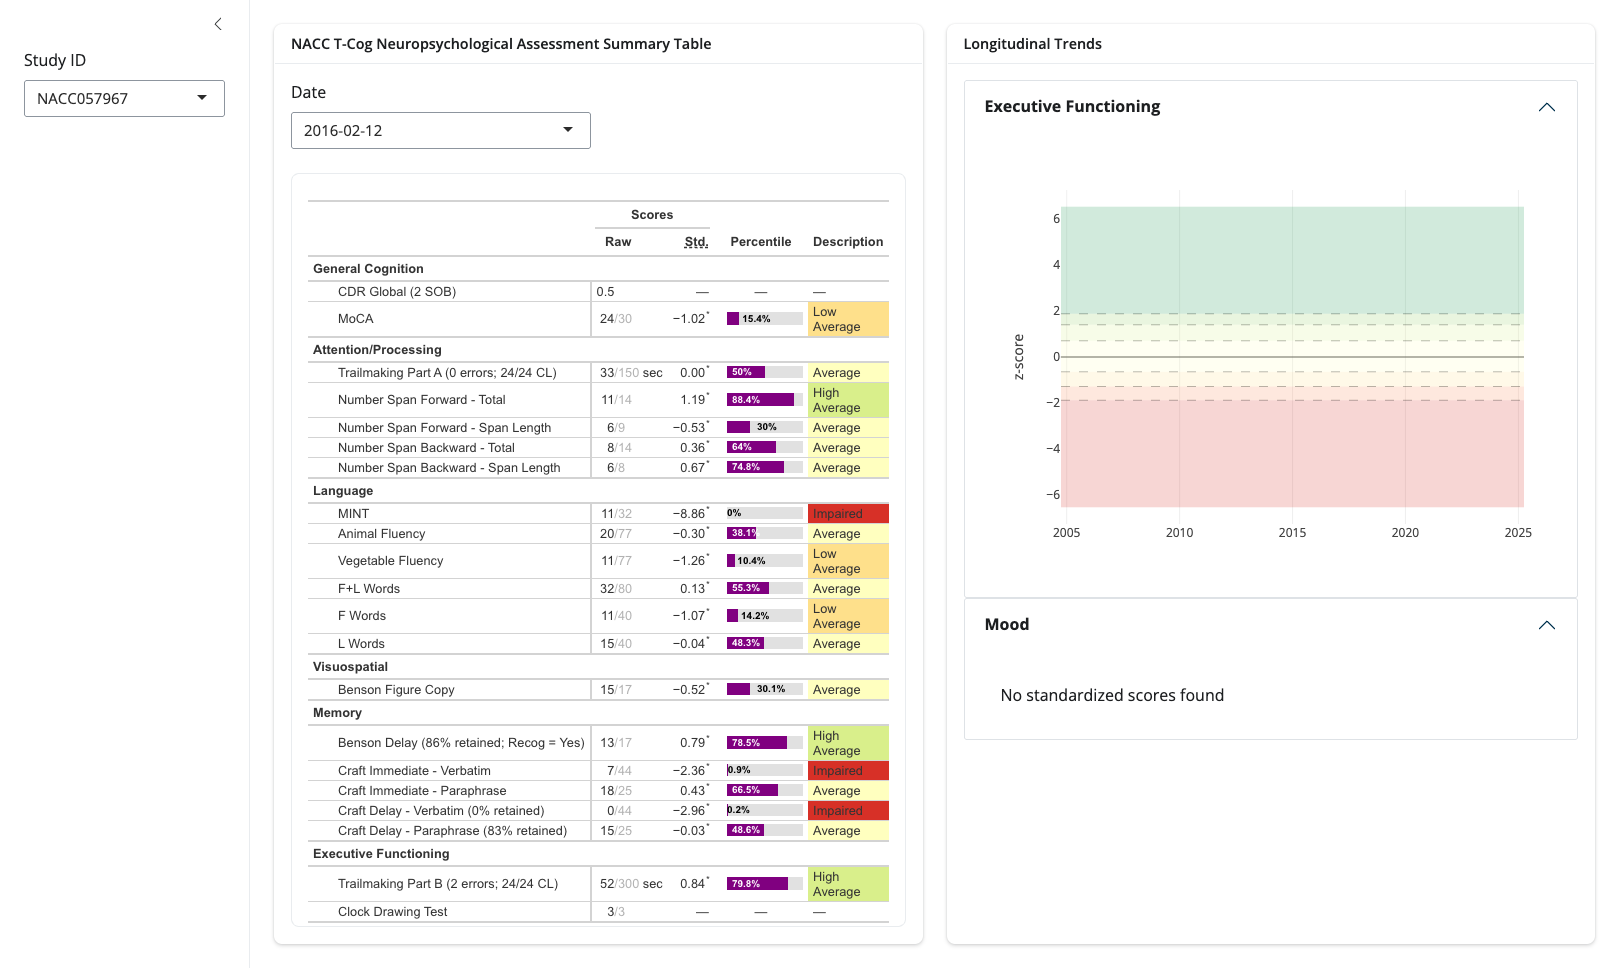 Study ID
NACC057967
NACC T-Cog Neuropsychological Assessment Summary Table
Date
2016-02-12
Scores
Raw Std. Percentile Description
General Cognition
CDR Global (2 SOB) 0.5 — — —
MoCA 24/30 −1.02* 15.4% Low Average
Attention/Processing
Trailmaking Part A (0 errors; 24/24 CL) 33/150 sec 0.00* 50% Average
Number Span Forward - Total 11/14 1.19* 88.4% High Average
Number Span Forward - Span Length 6/9 −0.53* 30% Average
Number Span Backward - Total 8/14 0.36* 64% Average
Number Span Backward - Span Length 6/8 0.67* 74.8% Average
Language
MINT 11/32 −8.86* 0% Impaired
Animal Fluency 20/77 −0.30* 38.1% Average
Vegetable Fluency 11/77 −1.26* 10.4% Low Average
F+L Words 32/80 0.13* 55.3% Average
F Words 11/40 −1.07* 14.2% Low Average
L Words 15/40 −0.04* 48.3% Average
Visuospatial
Benson Figure Copy 15/17 −0.52* 30.1% Average
Memory
Benson Delay (86% retained; Recog = Yes) 13/17 0.79* 78.5% High Average
Craft Immediate - Verbatim 7/44 −2.36* 0.9% Impaired
Craft Immediate - Paraphrase 18/25 0.43* 66.5% Average
Craft Delay - Verbatim (0% retained) 0/44 −2.96* 0.2% Impaired
Craft Delay - Paraphrase (83% retained) 15/25 −0.03* 48.6% Average
Executive Functioning
Trailmaking Part B (2 errors; 24/24 CL) 52/300 sec 0.84* 79.8% High Average
Clock Drawing Test 3/3 — — —
Longitudinal Trends
Executive Functioning
z-score
6
4
2
0
−2
−4
−6
2005 2010 2015 2020 2025
Mood
No standardized scores found